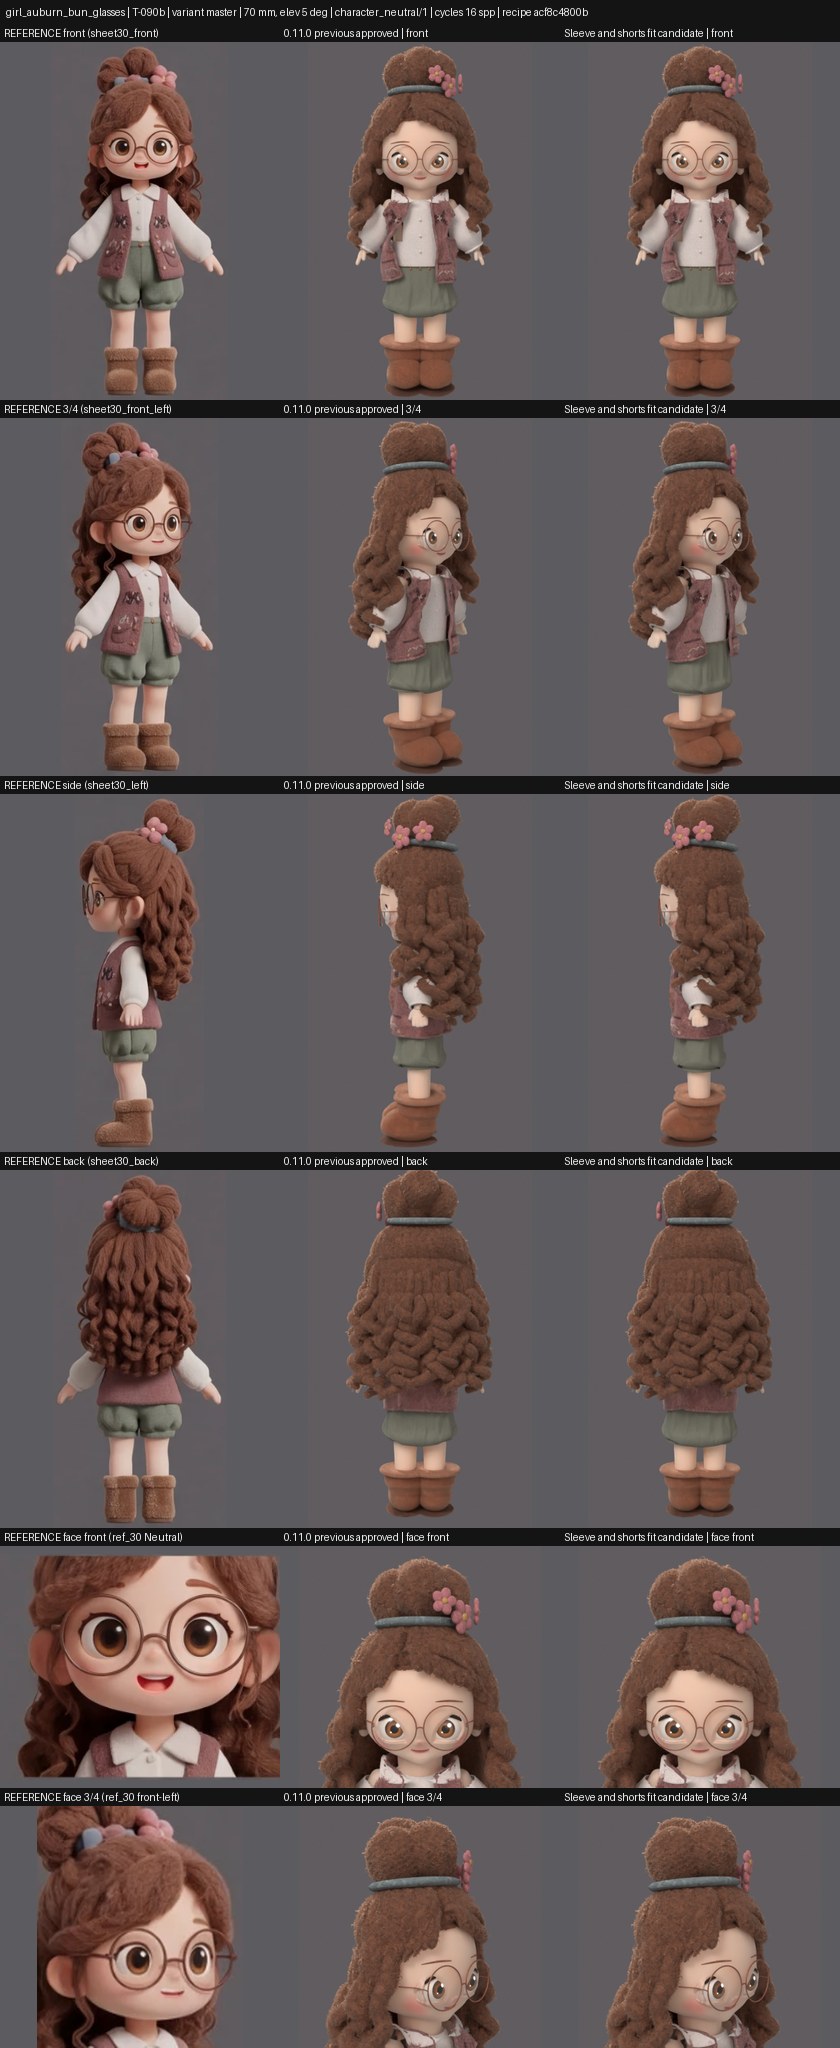 girl_auburn_bun_glasses | T-090b | variant master | 70 mm, elev 5 deg | character_neutral/1 | cycles 16 spp | recipe acf8c4800b
REFERENCE front (sheet30_front) 0.11.0 previous approved | front Sleeve and shorts fit candidate | front
REFERENCE 3/4 (sheet30_front_left) 0.11.0 previous approved | 3/4 Sleeve and shorts fit candidate | 3/4
REFERENCE side (sheet30_left) 0.11.0 previous approved | side Sleeve and shorts fit candidate | side
REFERENCE back (sheet30_back) 0.11.0 previous approved | back Sleeve and shorts fit candidate | back
REFERENCE face front (ref_30 Neutral) 0.11.0 previous approved | face front Sleeve and shorts fit candidate | face front
REFERENCE face 3/4 (ref_30 front-left) 0.11.0 previous approved | face 3/4 Sleeve and shorts fit candidate | face 3/4